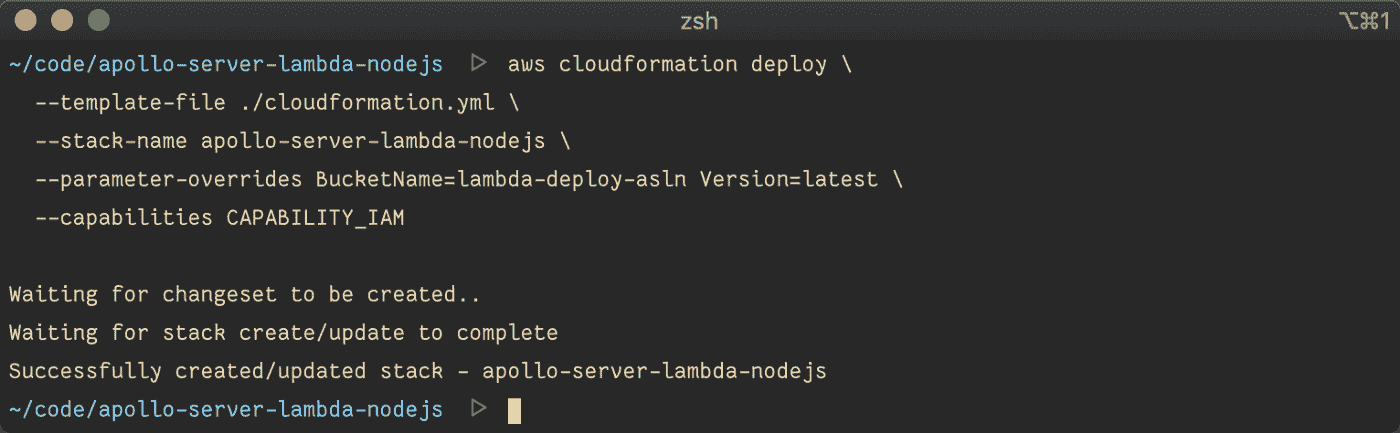 zsh
⌥⌘1
~/code/apollo-server-lambda-nodejs ▷ aws cloudformation deploy \
--template-file ./cloudformation.yml \
--stack-name apollo-server-lambda-nodejs \
--parameter-overrides BucketName=lambda-deploy-asln Version=latest \
--capabilities CAPABILITY_IAM
Waiting for changeset to be created..
Waiting for stack create/update to complete
Successfully created/updated stack - apollo-server-lambda-nodejs
~/code/apollo-server-lambda-nodejs ▷